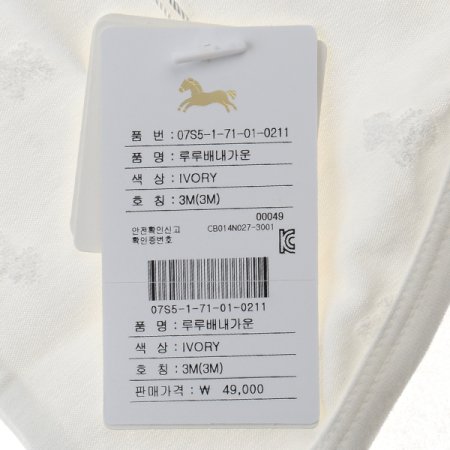 품 번 : 07S5-1-71-01-0211
품 명 : 루루배내가운
색 상 : IVORY
호 칭 : 3M(3M)
00049
안전확인신고 CB014N027-3001
확인증번호
07S5-1-71-01-0211
품 명 : 루루배내가운
색 상 : IVORY
호 칭 : 3M(3M)
판매가격 : ₩ 49,000